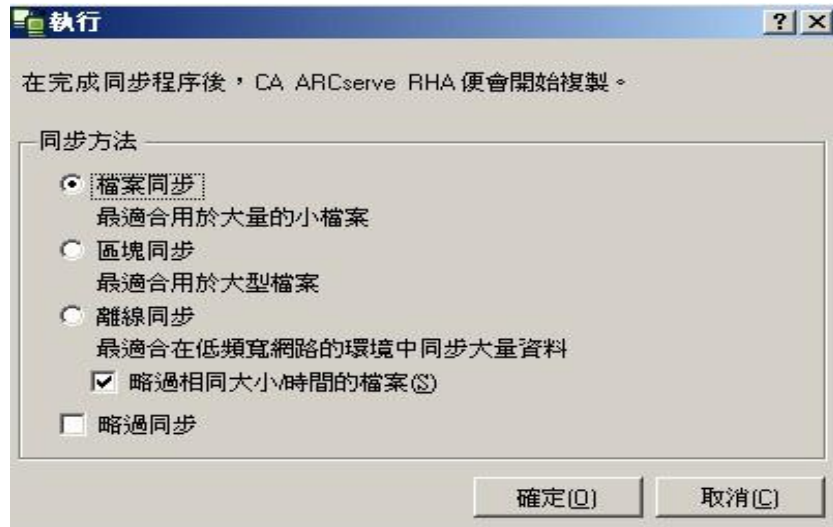 執行
在完成同步程序後，CA ARCserve RHA 便會開始複製。
同步方法
檔案同步
最適合用於大量的小檔案
區塊同步
最適合用於大型檔案
離線同步
最適合在低頻寬網路的環境中同步大量資料
略過相同大小/時間的檔案(S)
略過同步
確定(O) 取消(C)